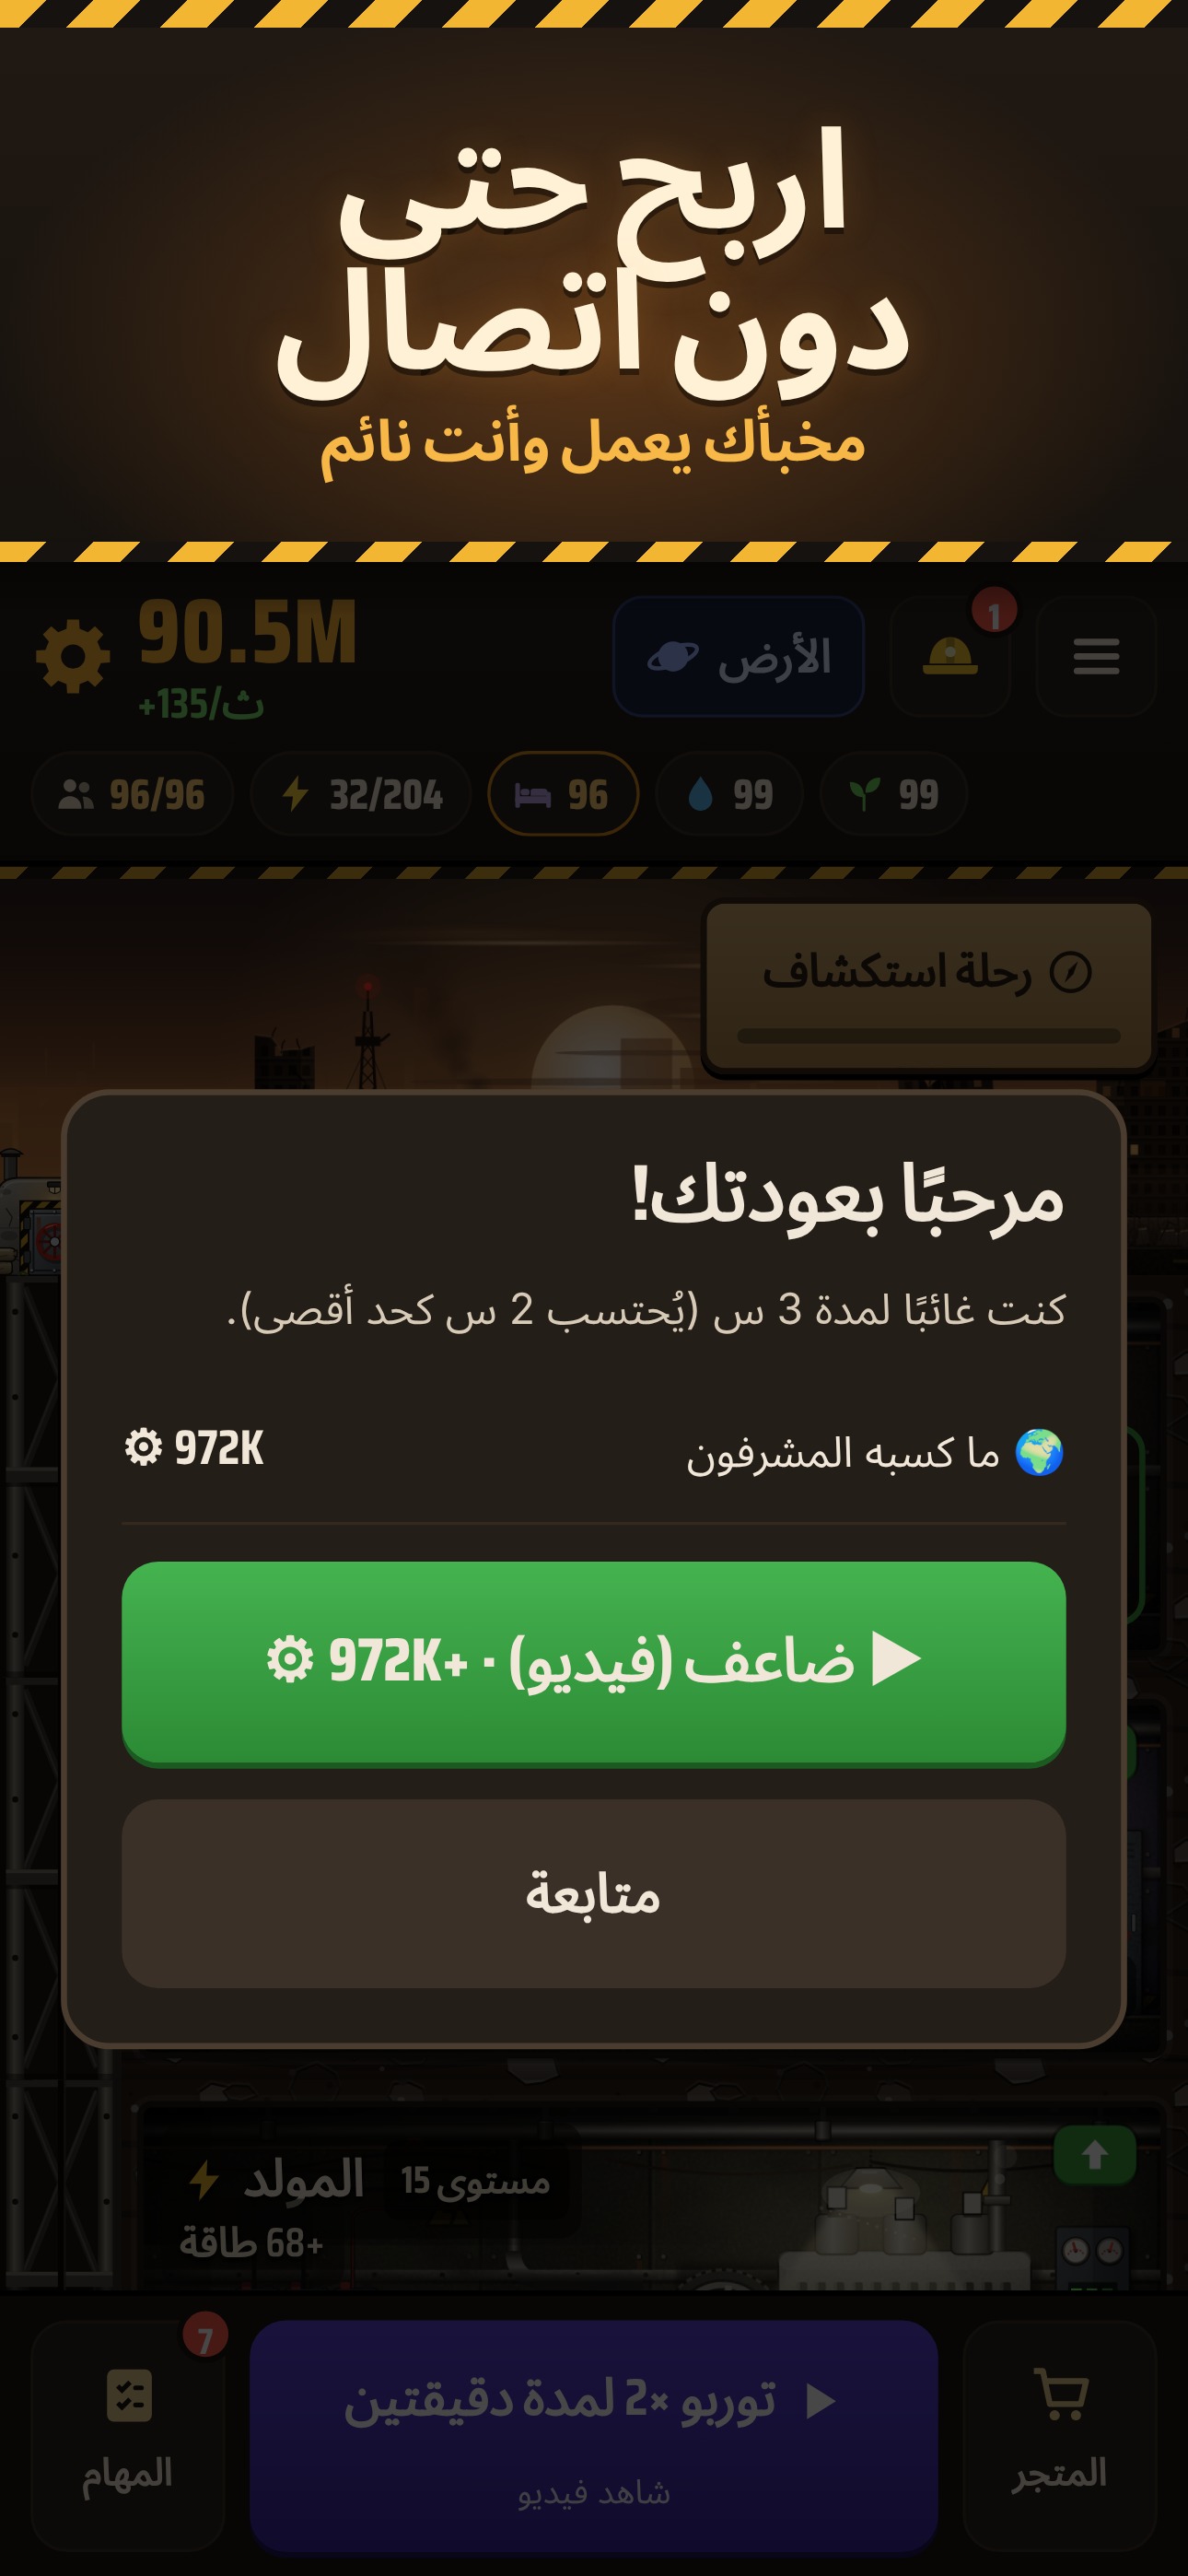 اربح حتى
دون اتصال
مخبأك يعمل وأنت نائم
90.5M
+135/ث
الأرض
1
96/96
32/204
96
99
99
رحلة استكشاف
مرحبًا بعودتك!
كنت غائبًا لمدة 3 س (يُحتسب 2 س كحد أقصى).
🌍 ما كسبه المشرفون
972K ⚙
▶ ضاعف (فيديو) · +972K ⚙
متابعة
المولد
مستوى 15
+68 طاقة
7
المهام
▶ توربو ×2 لمدة دقيقتين
شاهد فيديو
المتجر